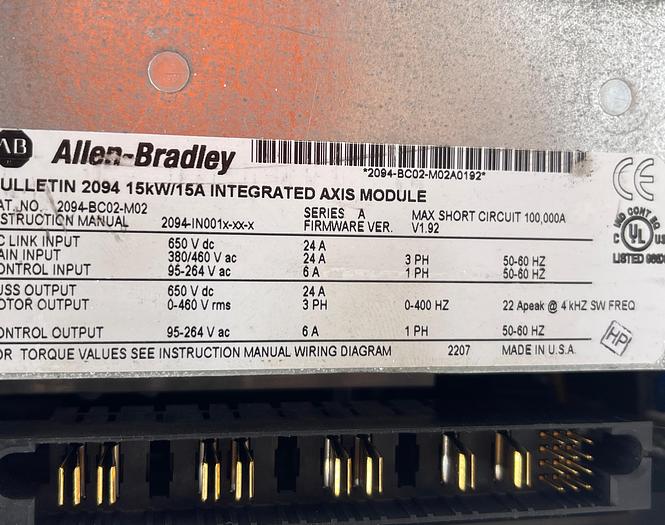 AB Allen-Bradley
*2094-BC02-M02A0192*
ULLETIN 2094 15kW/15A INTEGRATED AXIS MODULE
AT. NO. 2094-BC02-M02
NSTRUCTION MANUAL 2094-IN001x-xx-x SERIES A FIRMWARE VER. MAX SHORT CIRCUIT 100,000A V1.92
C LINK INPUT 650 V dc 24 A
AIN INPUT 380/460 V ac 24 A 3 PH 50-60 HZ
ONTROL INPUT 95-264 V ac 6 A 1 PH 50-60 HZ
USS OUTPUT 650 V dc 24 A
OTOR OUTPUT 0-460 V rms 3 PH 0-400 HZ 22 Apeak @ 4 kHZ SW FREQ
ONTROL OUTPUT 95-264 V ac 6 A 1 PH 50-60 HZ
OR TORQUE VALUES SEE INSTRUCTION MANUAL WIRING DIAGRAM 2207 MADE IN U.S.A.
CE
IND CONT EQ
C UL US
LISTED
HPI